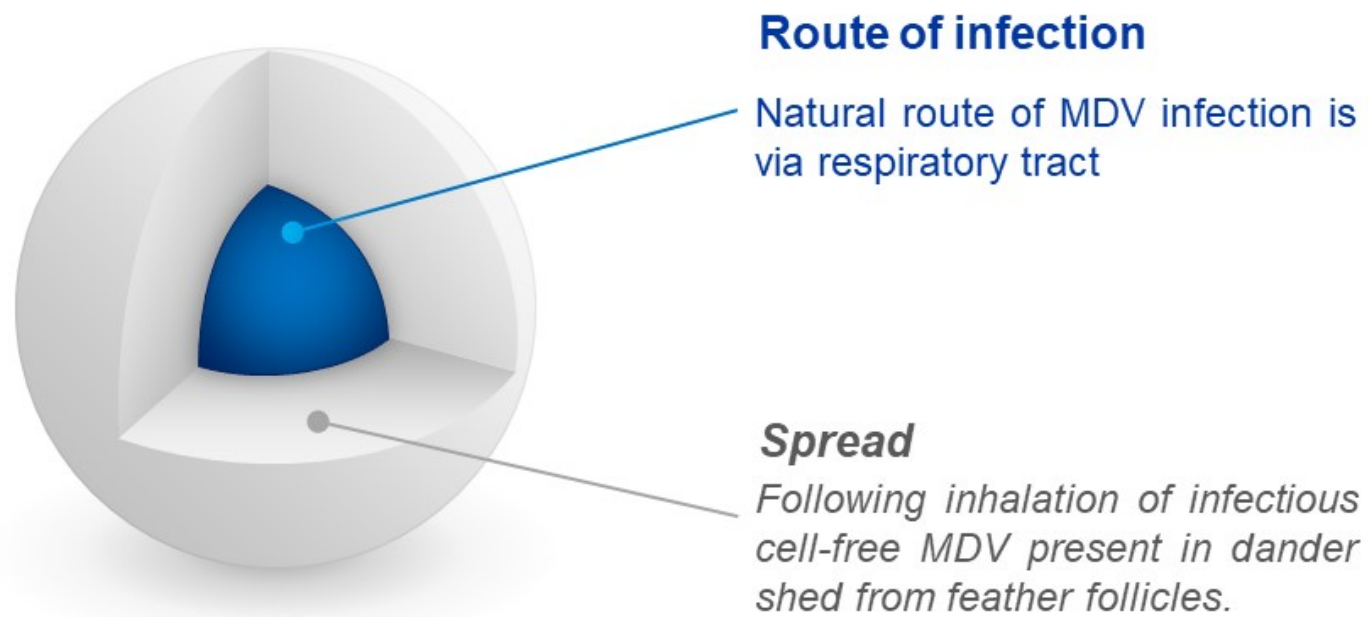 Route of infection
Natural route of MDV infection is
via respiratory tract
Spread
Following inhalation of infectious
cell-free MDV present in dander
shed from feather follicles.